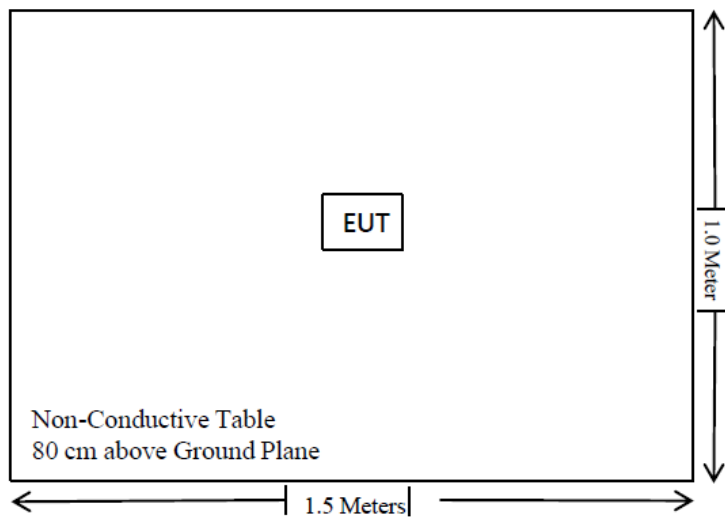 EUT
1.0 Meter
Non-Conductive Table
80 cm above Ground Plane
1.5 Meters